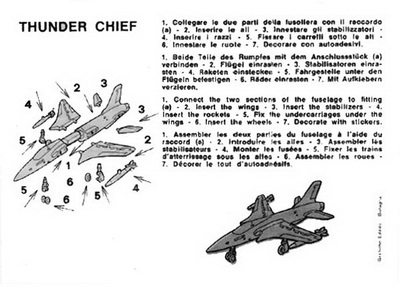 THUNDER CHIEF
1. Collegare le due parti della fusoliera con il raccordo
(a) - 2. Inserire le ali - 3. Innestare gli stabilizzatori -
4. Inserire i razzi - 5. Fissare i carrelli sotto le ali -
6. Innestare le ruote - 7. Decorare con autoadesivi.
1. Beide Teile des Rumpfes mit dem Anschlusstück (a)
verbinden - 2. Flügel einrasten - 3. Stabilisatoren einra-
sten - 4. Raketen einstecken - 5. Fahrgestelle unter den
Flügeln befestigen - 6. Räder einrasten - 7. Mit Aufklebern
verzieren.
1. Connect the two sections of the fuselage to fitting
(a) - 2. Insert the wings - 3. Insert the stabilizers - 4.
Insert the rockets - 5. Fix the undercarriages under the
wings - 6. Insert the wheels - 7. Decorate with stickers.
1. Assembler les deux parties du fuselage à l'aide du
raccord (a) - 2. Introduire les ailes - 3. Assembler les
stabilisateurs - 4. Monter les fusées - 5. Fixer les trains
d'atterrissage sous les ailes - 6. Assembler les roues -
7. Décorer le tout d'autoadhésifs.
2
3
4
1
5
a
3
1
2
6
4
5
5